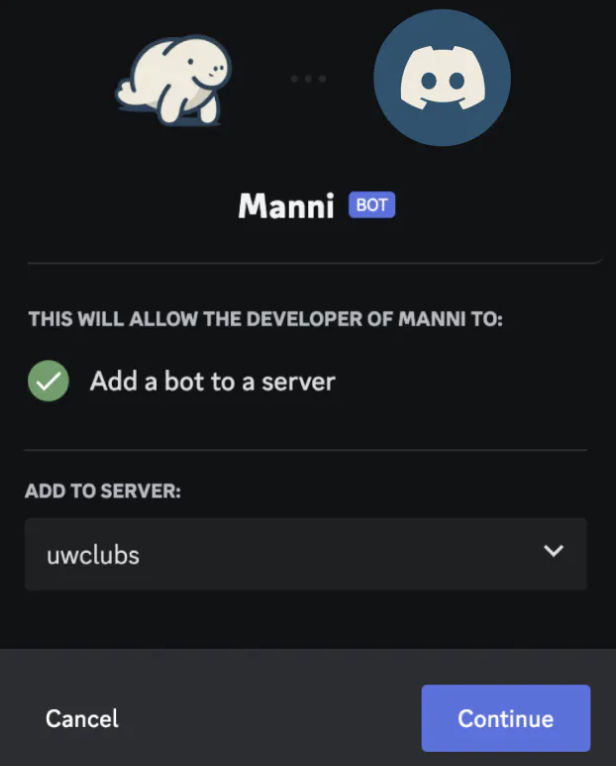 Manni BOT
THIS WILL ALLOW THE DEVELOPER OF MANNI TO:
Add a bot to a server
ADD TO SERVER:
uwclubs
Cancel Continue